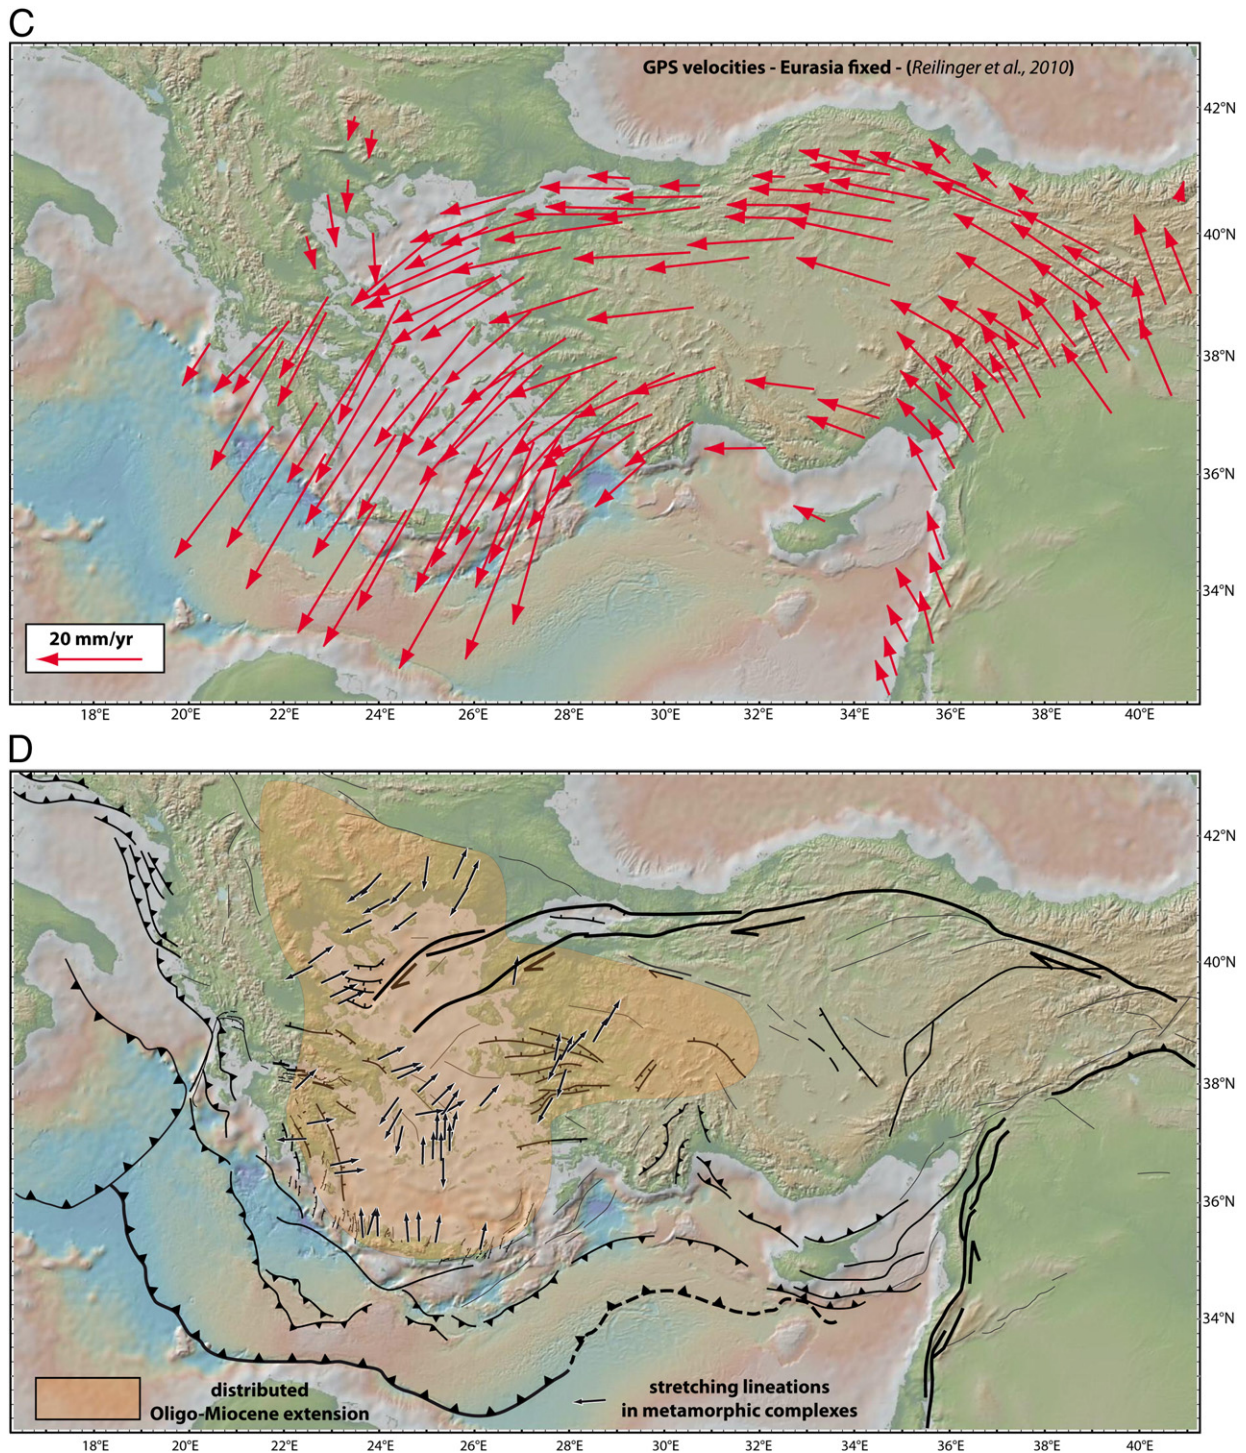 C
GPS velocities - Eurasia fixed - (Reilinger et al., 2010)
42°N
40°N
38°N
36°N
34°N
20 mm/yr
18°E 20°E 22°E 24°E 26°E 28°E 30°E 32°E 34°E 36°E 38°E 40°E
D
42°N
40°N
38°N
36°N
34°N
distributed
Oligo-Miocene extension
stretching lineations
in metamorphic complexes
18°E 20°E 22°E 24°E 26°E 28°E 30°E 32°E 34°E 36°E 38°E 40°E